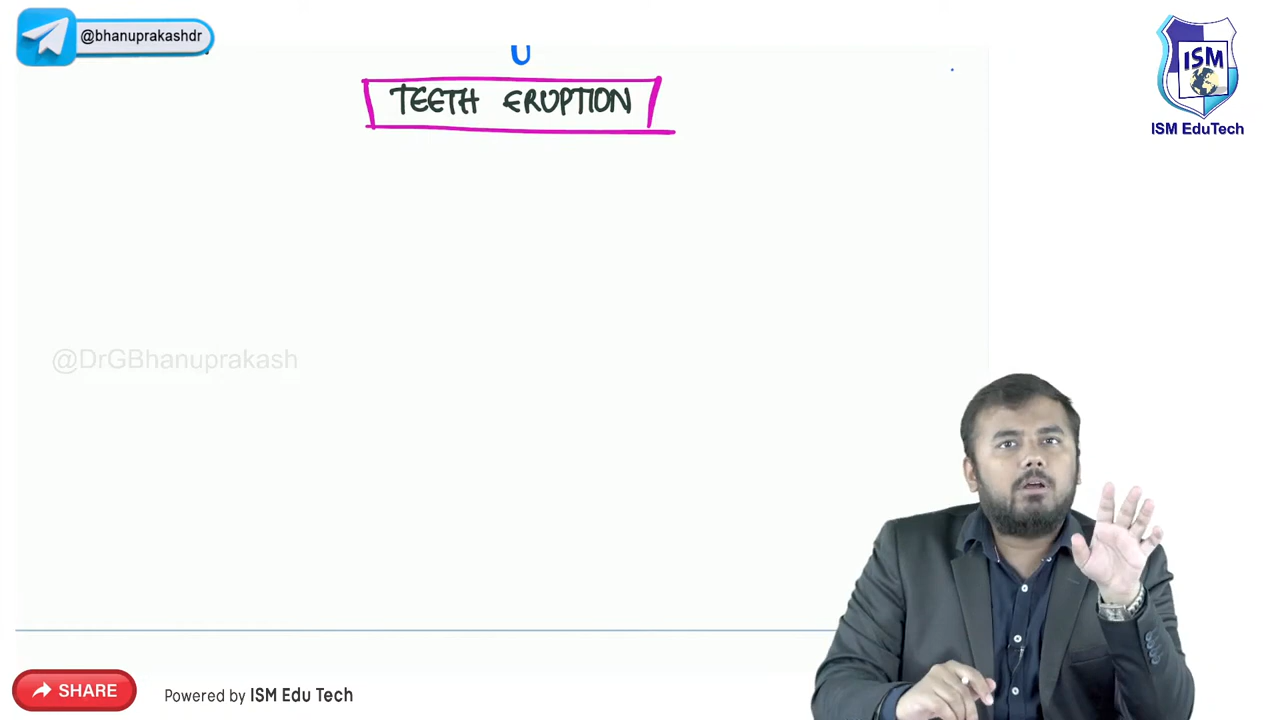 @bhanuprakashdr
ISM
ISM EduTech
TEETH ERUPTION
@DrGBhanuprakash
SHARE
Powered by ISM Edu Tech